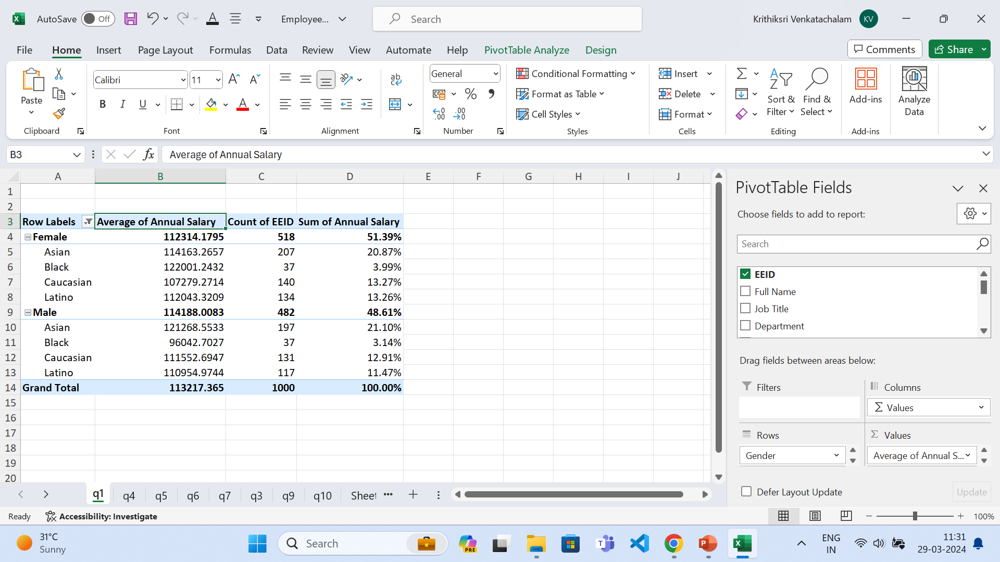 AutoSave Off Employee... Search Krithiksri Venkatachalam KV
File Home Insert Page Layout Formulas Data Review View Automate Help PivotTable Analyze Design Comments Share
Paste Calibri 11 General Conditional Formatting Insert Sort & Find & Add-ins Analyze
Format as Table Delete Filter Select Data
B I U Cell Styles Format
Clipboard Font Alignment Number Styles Cells Editing Add-ins
B3 fx Average of Annual Salary
A B C D E F G H I J
1
2
3 Row Labels Average of Annual Salary Count of EEID Sum of Annual Salary
4 Female 112314.1795 518 51.39%
5 Asian 114163.2657 207 20.87%
6 Black 122001.2432 37 3.99%
7 Caucasian 107279.2714 140 13.27%
8 Latino 112043.3209 134 13.26%
9 Male 114188.0083 482 48.61%
10 Asian 121268.5533 197 21.10%
11 Black 96042.7027 37 3.14%
12 Caucasian 111552.6947 131 12.91%
13 Latino 110954.9744 117 11.47%
14 Grand Total 113217.365 1000 100.00%
15
16
17
18
19
20
PivotTable Fields
Choose fields to add to report:
Search
EEID
Full Name
Job Title
Department
Drag fields between areas below:
Filters Columns
Σ Values
Rows Σ Values
Gender Average of Annual S...
Defer Layout Update Update
q1 q4 q5 q6 q7 q3 q9 q10 Sheet ... +
Ready Accessibility: Investigate 100%
31°C Search PRE ENG 11:31
Sunny IN 29-03-2024